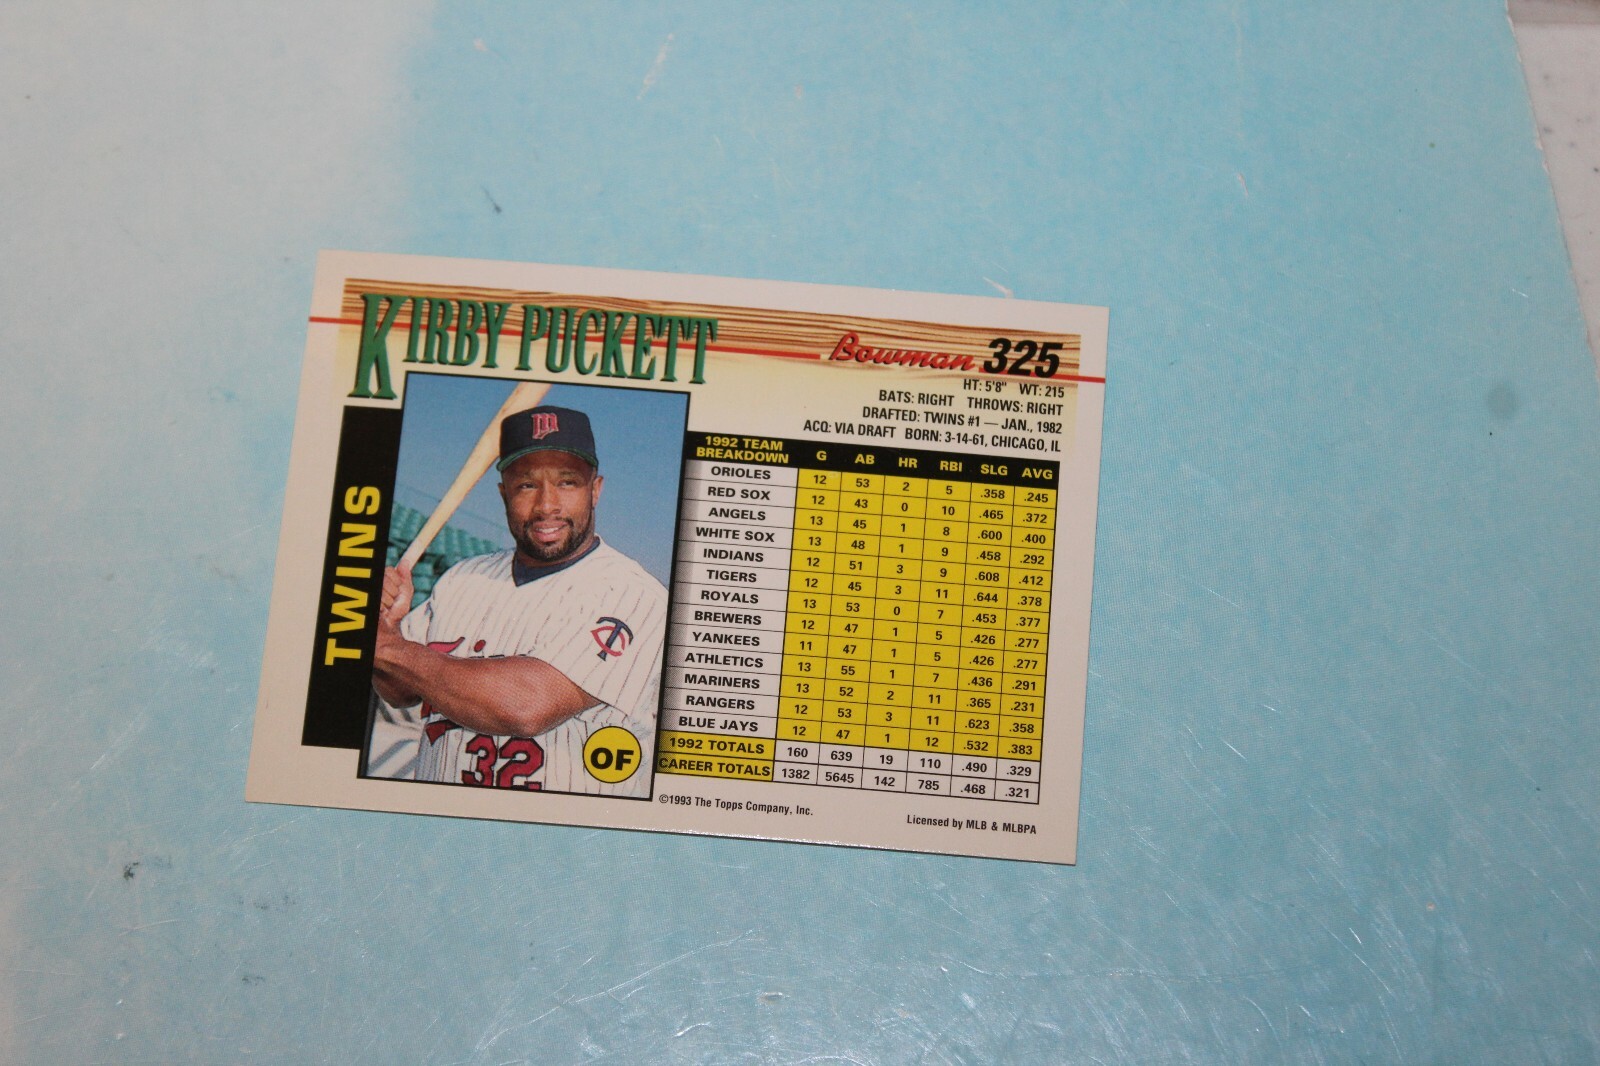 KIRBY PUCKETT
Bowman 325
HT: 5'8" WT: 215
BATS: RIGHT THROWS: RIGHT
DRAFTED: TWINS #1 — JAN., 1982
ACQ: VIA DRAFT BORN: 3-14-61, CHICAGO, IL
TWINS
32
OF
1992 TEAM BREAKDOWN G AB HR RBI SLG AVG
ORIOLES 12 53 2 5 .358 .245
RED SOX 12 43 0 10 .465 .372
ANGELS 13 45 1 8 .600 .400
WHITE SOX 13 48 1 9 .458 .292
INDIANS 12 51 3 9 .608 .412
TIGERS 12 45 3 11 .644 .378
ROYALS 13 53 0 7 .453 .377
BREWERS 12 47 1 5 .426 .277
YANKEES 11 47 1 5 .426 .277
ATHLETICS 13 55 1 7 .436 .291
MARINERS 13 52 2 11 .365 .231
RANGERS 12 53 3 11 .623 .358
BLUE JAYS 12 47 1 12 .532 .383
1992 TOTALS 160 639 19 110 .490 .329
CAREER TOTALS 1382 5645 142 785 .468 .321
©1993 The Topps Company, Inc.
Licensed by MLB & MLBPA